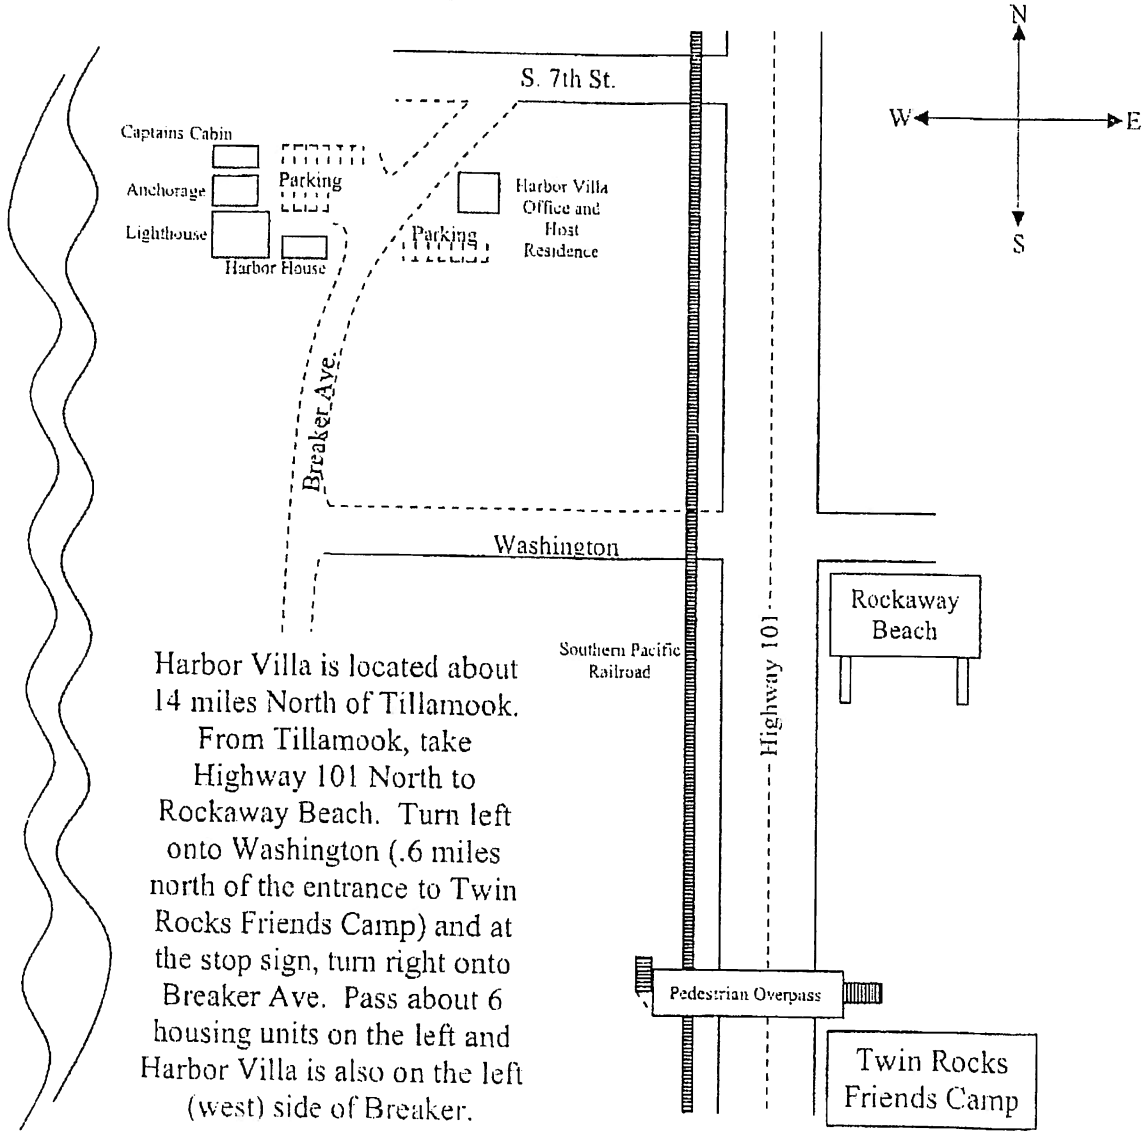 N
S. 7th St.
W
E
Captains Cabin
Parking
Anchorage
Harbor Villa
Office and
Host
Residence
Lighthouse
Parking
S
Harbor House
Breaker Ave.
Washington
Rockaway
Beach
Southern Pacific
Railroad
Highway 101
Harbor Villa is located about
14 miles North of Tillamook.
From Tillamook, take
Highway 101 North to
Rockaway Beach. Turn left
onto Washington (.6 miles
north of the entrance to Twin
Rocks Friends Camp) and at
the stop sign, turn right onto
Breaker Ave. Pass about 6
housing units on the left and
Harbor Villa is also on the left
(west) side of Breaker.
Pedestrian Overpass
Twin Rocks
Friends Camp